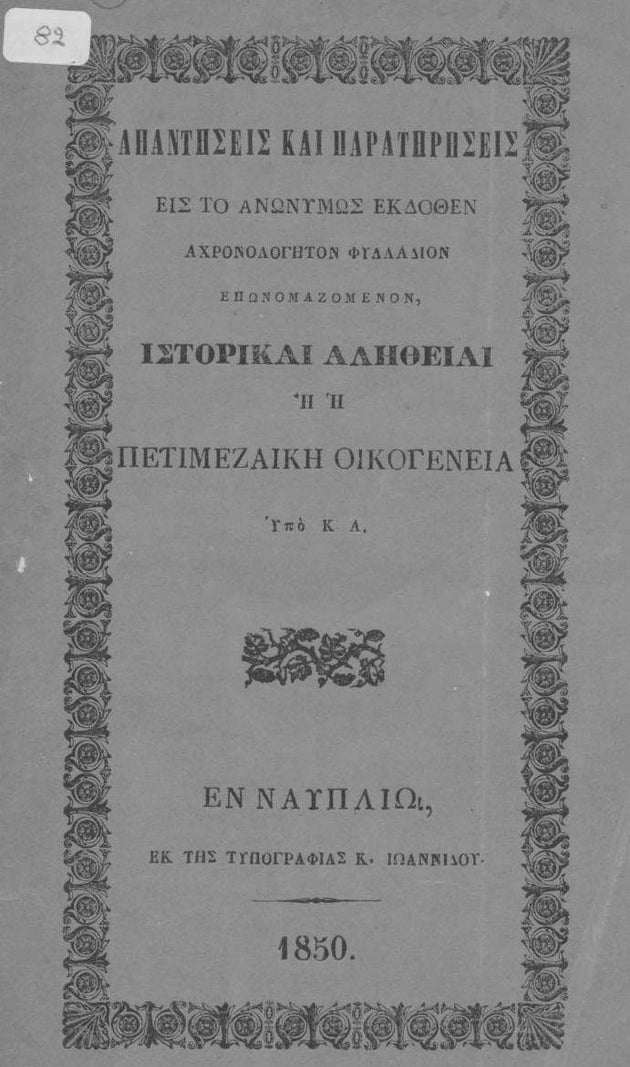 82
ΑΠΑΝΤΗΣΕΙΣ ΚΑΙ ΠΑΡΑΤΗΡΗΣΕΙΣ
ΕΙΣ ΤΟ ΑΝΩΝΥΜΩΣ ΕΚΔΟΘΕΝ
ΑΧΡΟΝΟΛΟΓΗΤΟΝ ΦΥΛΛΑΔΙΟΝ
ΕΠΩΝΟΜΑΖΟΜΕΝΟΝ,
ΙΣΤΟΡΙΚΑΙ ΑΛΗΘΕΙΑΙ
Ἢ Ἡ
ΠΕΤΙΜΕΖΑΙΚΗ ΟΙΚΟΓΕΝΕΙΑ
Ὑπὸ Κ Α.
ΕΝ ΝΑΥΠΛΙΩι,
ΕΚ ΤΗΣ ΤΥΠΟΓΡΑΦΙΑΣ Κ. ΙΩΑΝΝΙΔΟΥ.
1850.